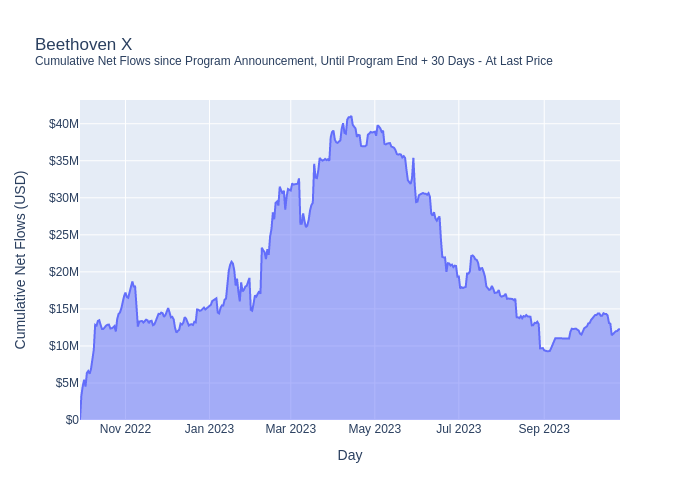 Beethoven X
Cumulative Net Flows since Program Announcement, Until Program End + 30 Days - At Last Price
Cumulative Net Flows (USD)
$40M
$35M
$30M
$25M
$20M
$15M
$10M
$5M
$0
Nov 2022 Jan 2023 Mar 2023 May 2023 Jul 2023 Sep 2023
Day